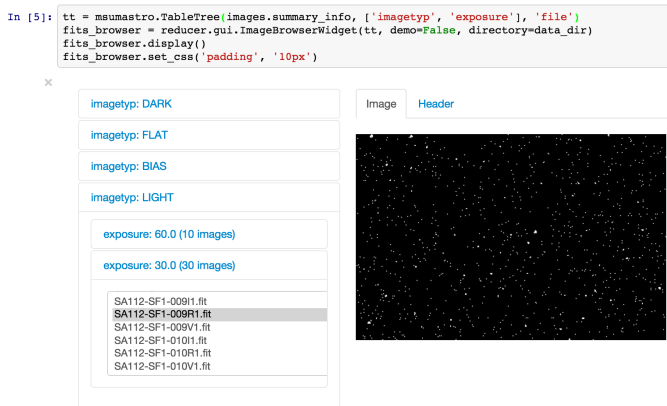 In [5]: tt = msumastro.TableTree(images.summary_info, ['imagetyp', 'exposure'], 'file')
fits_browser = reducer.gui.ImageBrowserWidget(tt, demo=False, directory=data_dir)
fits_browser.display()
fits_browser.set_css('padding', '10px')
×
imagetyp: DARK
imagetyp: FLAT
imagetyp: BIAS
imagetyp: LIGHT
exposure: 60.0 (10 images)
exposure: 30.0 (30 images)
SA112-SF1-009I1.fit
SA112-SF1-009R1.fit
SA112-SF1-009V1.fit
SA112-SF1-010I1.fit
SA112-SF1-010R1.fit
SA112-SF1-010V1.fit
Image Header